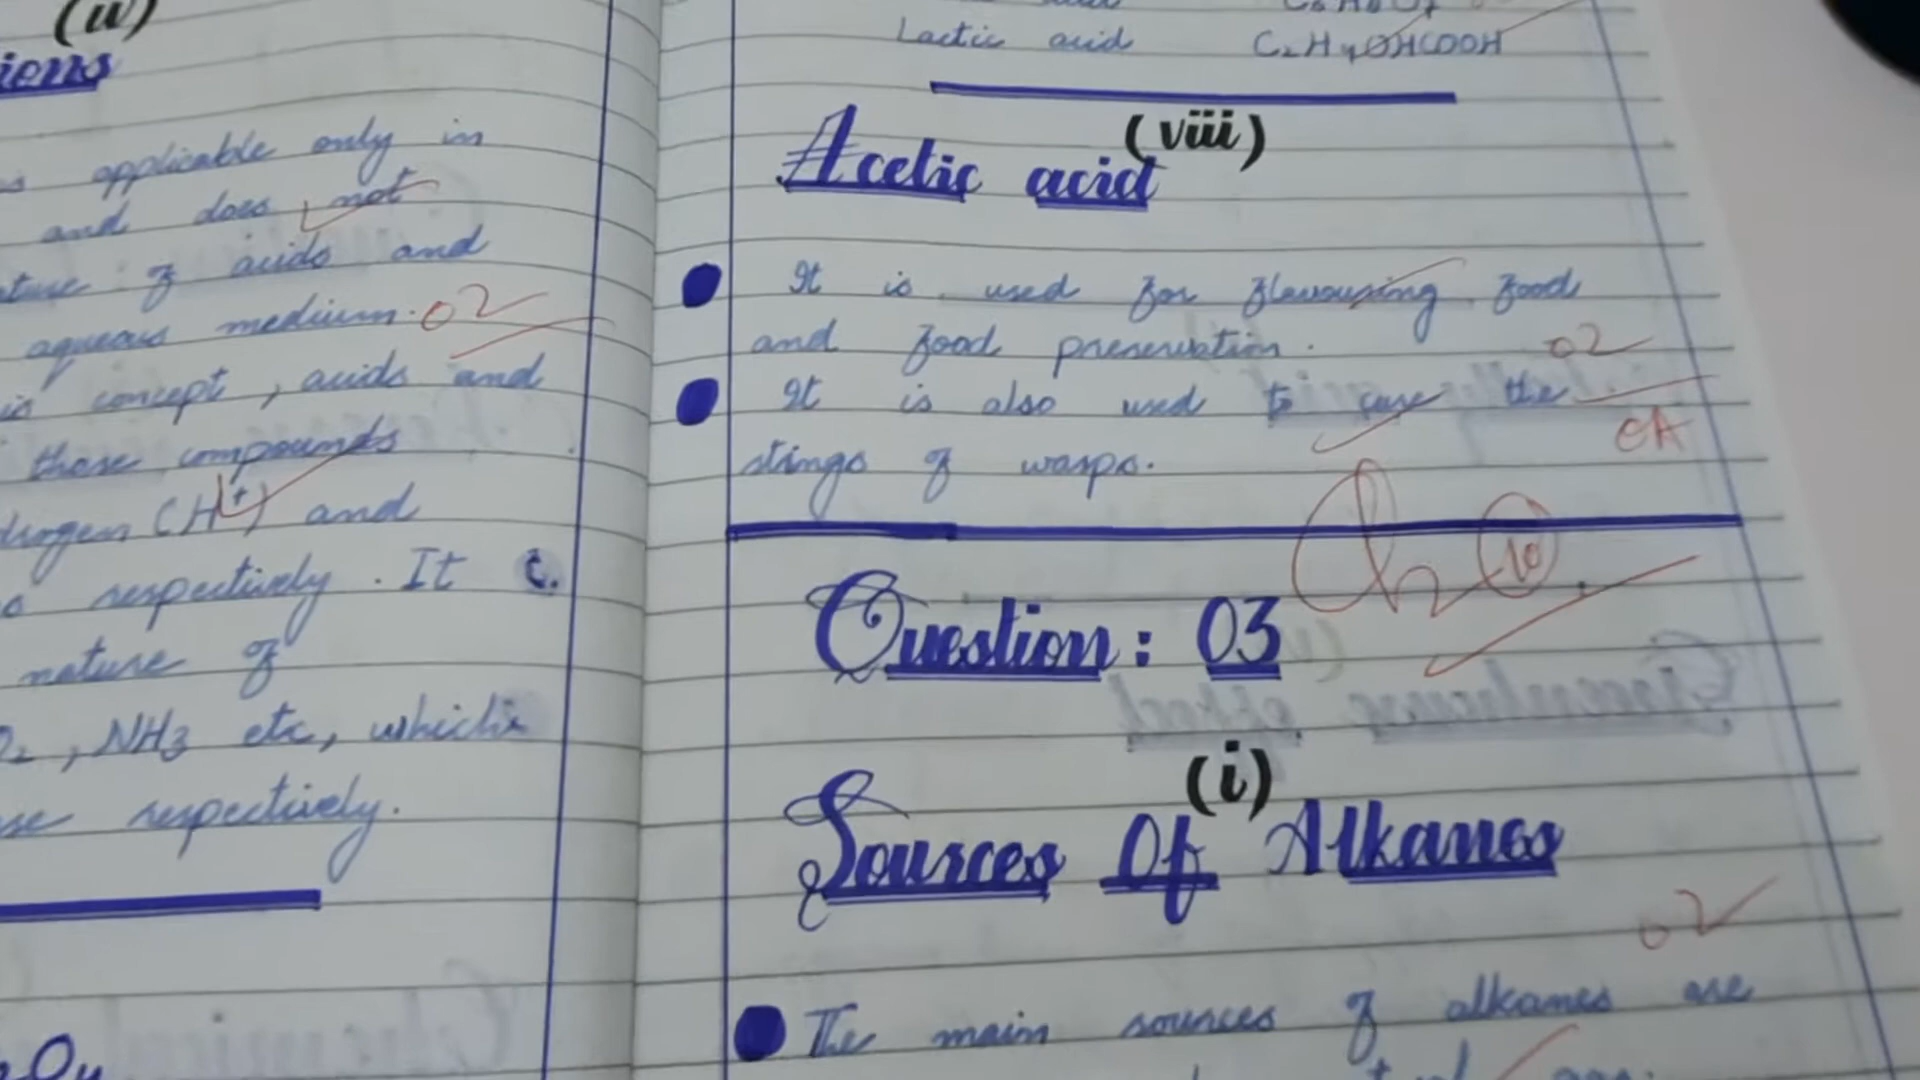 (ii)
applicable only in
and does not
of acids and
aqueous medium. 02
concept, acids and
those compounds
(H+) and
respectively. It
nature of
, NH3 etc, which
respectively.
Lactic acid C2H4OHCOOH
(viii)
Acetic acid
It is used for flavouring food
and food preservation.
02
It is also used to cure the
stings of wasps.
10
Question: 03
(i)
Sources Of Alkanes
02
The main sources of alkanes are